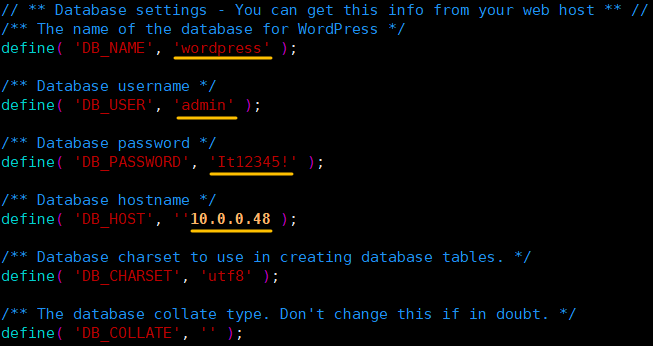 // ** Database settings - You can get this info from your web host ** //
/** The name of the database for WordPress */
define( 'DB_NAME', 'wordpress' );
/** Database username */
define( 'DB_USER', 'admin' );
/** Database password */
define( 'DB_PASSWORD', 'It12345!' );
/** Database hostname */
define( 'DB_HOST', ''10.0.0.48 );
/** Database charset to use in creating database tables. */
define( 'DB_CHARSET', 'utf8' );
/** The database collate type. Don't change this if in doubt. */
define( 'DB_COLLATE', '' );